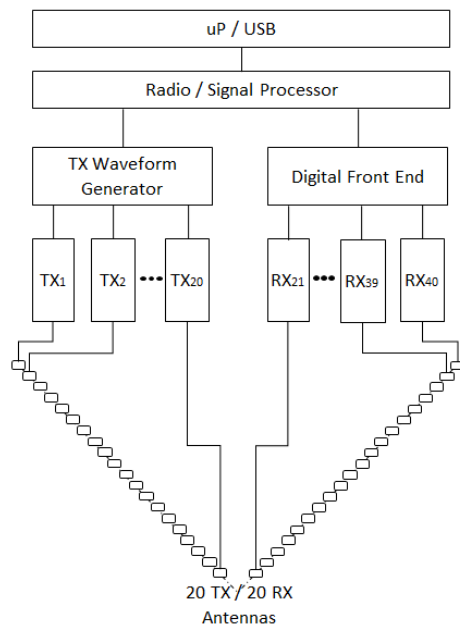 uP / USB
Radio / Signal Processor
TX Waveform
Generator
Digital Front End
TX1
TX2
TX20
RX21
RX39
RX40
20 TX / 20 RX
Antennas